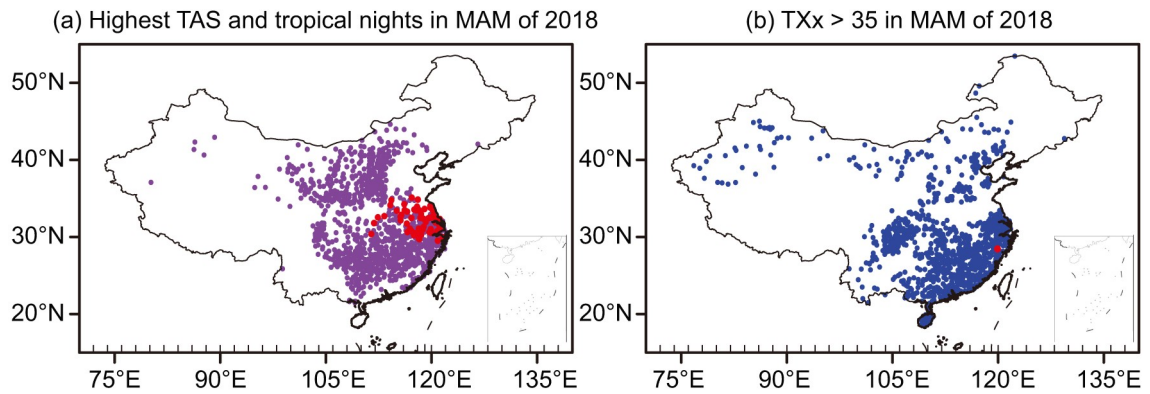 (a) Highest TAS and tropical nights in MAM of 2018
50°N
40°N
30°N
20°N
75°E 90°E 105°E 120°E 135°E
(b) TXx > 35 in MAM of 2018
50°N
40°N
30°N
20°N
75°E 90°E 105°E 120°E 135°E